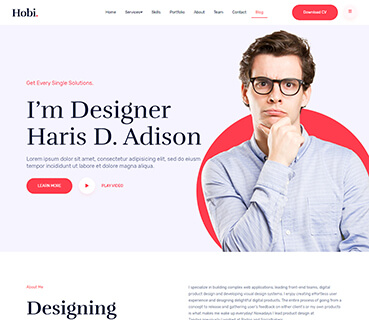 Hobi.
Home Services Skills Portfolio About Team Contact Blog
Download CV
Get Every Single Solutions.
I'm Designer
Haris D. Adison
Lorem ipsum dolor sit amet, consectetur adipisicing elit, sed do eiusm
tempor incididunt ut labore et dolore magna aliqua.
LEARN MORE
PLAY VIDEO
About Me
Designing
I specialize in building complex web applications, leading front-end teams, digital
product design and developing visual design systems. I enjoy creating effortless user
experience and designing delightful digital products. The entire process of going from a
concept to release and gathering user's feedback on either client's or my own products
is what makes me wake up everyday! Nowadays I lead product design at